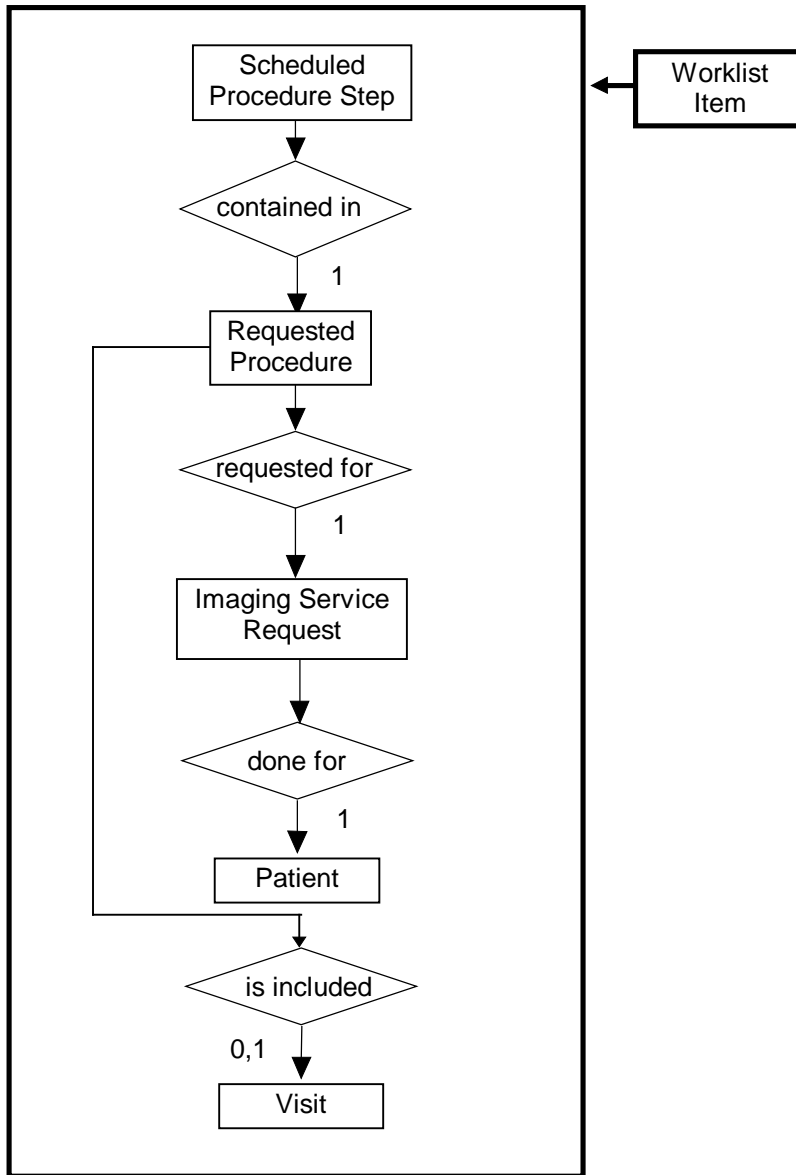 Scheduled
Procedure Step
Worklist
Item
contained in
1
Requested
Procedure
requested for
1
Imaging Service
Request
done for
1
Patient
is included
0,1
Visit